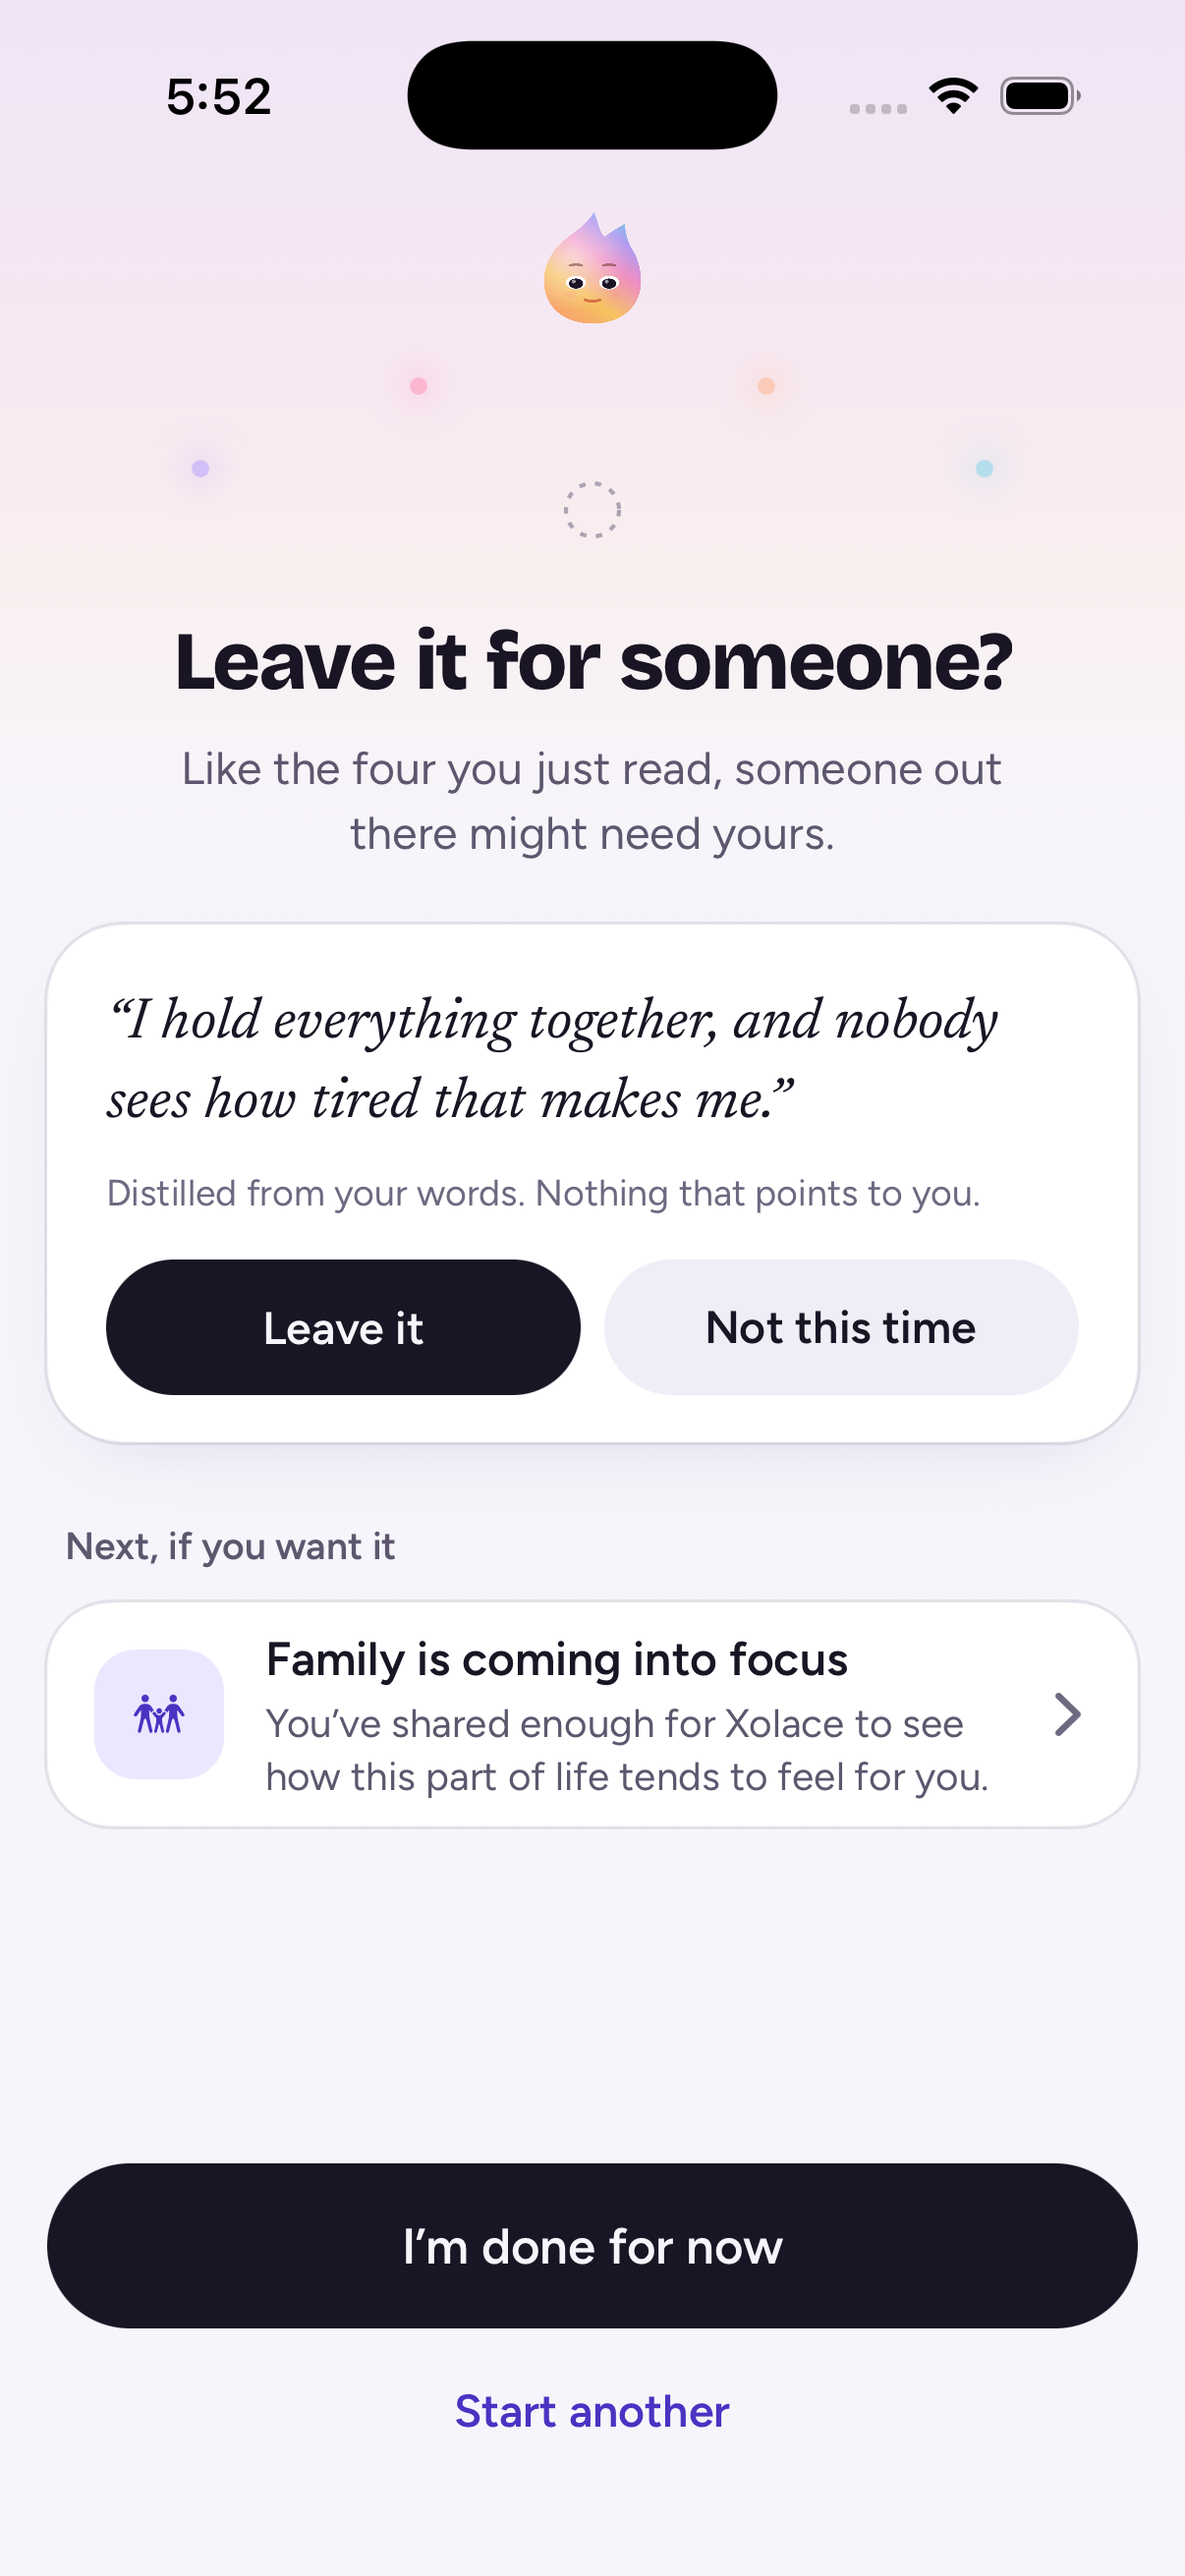 5:52
Leave it for someone?
Like the four you just read, someone out
there might need yours.
“I hold everything together, and nobody
sees how tired that makes me.”
Distilled from your words. Nothing that points to you.
Leave it
Not this time
Next, if you want it
Family is coming into focus
You’ve shared enough for Xolace to see
how this part of life tends to feel for you.
I’m done for now
Start another